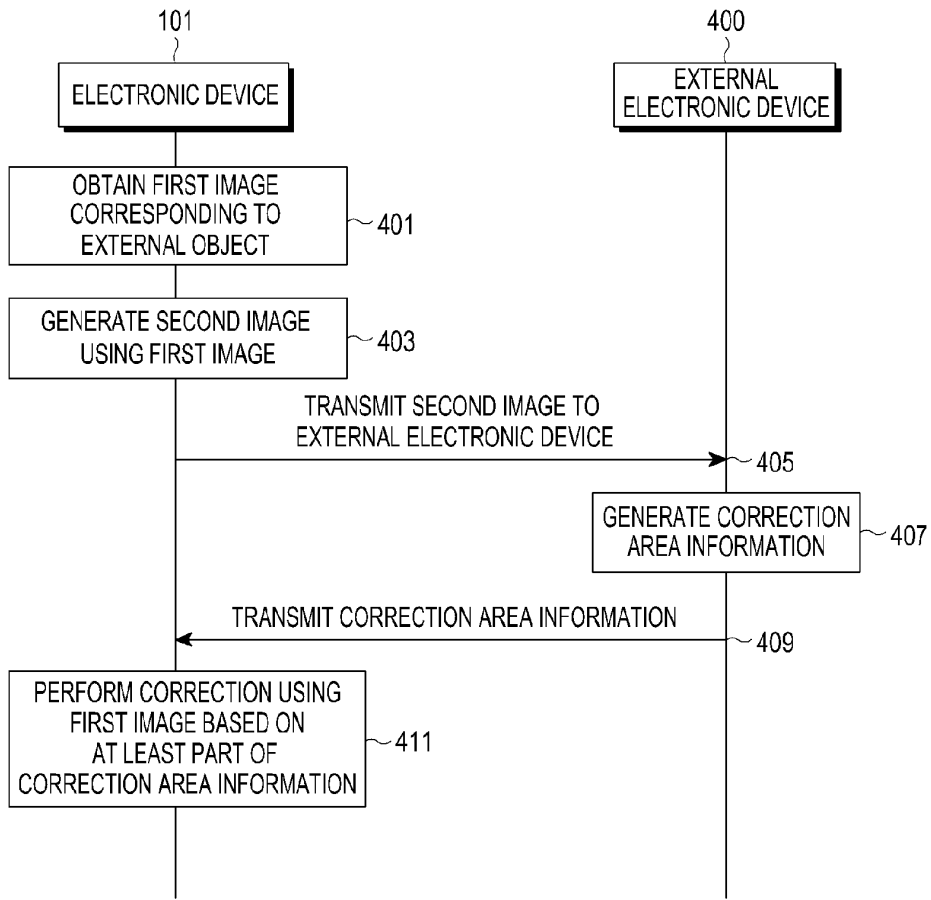 101
400
ELECTRONIC DEVICE
EXTERNAL
ELECTRONIC DEVICE
OBTAIN FIRST IMAGE
CORRESPONDING TO
EXTERNAL OBJECT
401
GENERATE SECOND IMAGE
USING FIRST IMAGE
403
TRANSMIT SECOND IMAGE TO
EXTERNAL ELECTRONIC DEVICE
405
GENERATE CORRECTION
AREA INFORMATION
407
TRANSMIT CORRECTION AREA INFORMATION
409
PERFORM CORRECTION USING
FIRST IMAGE BASED ON
AT LEAST PART OF
CORRECTION AREA INFORMATION
411